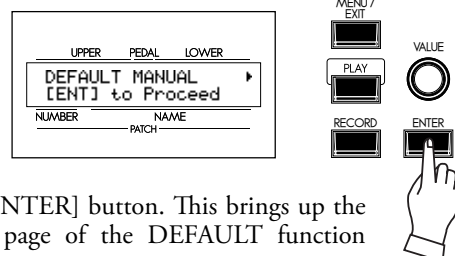 MENU /
EXIT
UPPER PEDAL LOWER
VALUE
PLAY
DEFAULT MANUAL
[ENT] to Proceed
NUMBER NAME
PATCH
RECORD ENTER
NTER] button. This brings up the
page of the DEFAULT function